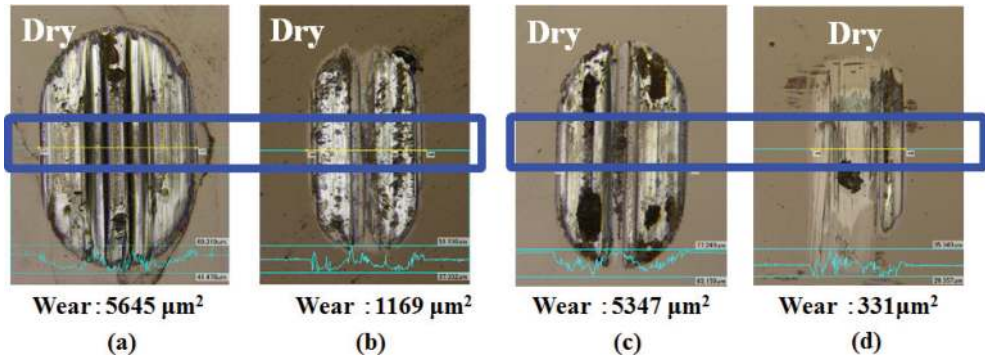 Dry
Dry
Dry
Dry
Wear : 5645 μm²
Wear : 1169 μm²
Wear : 5347 μm²
Wear : 331μm²
(a)
(b)
(c)
(d)